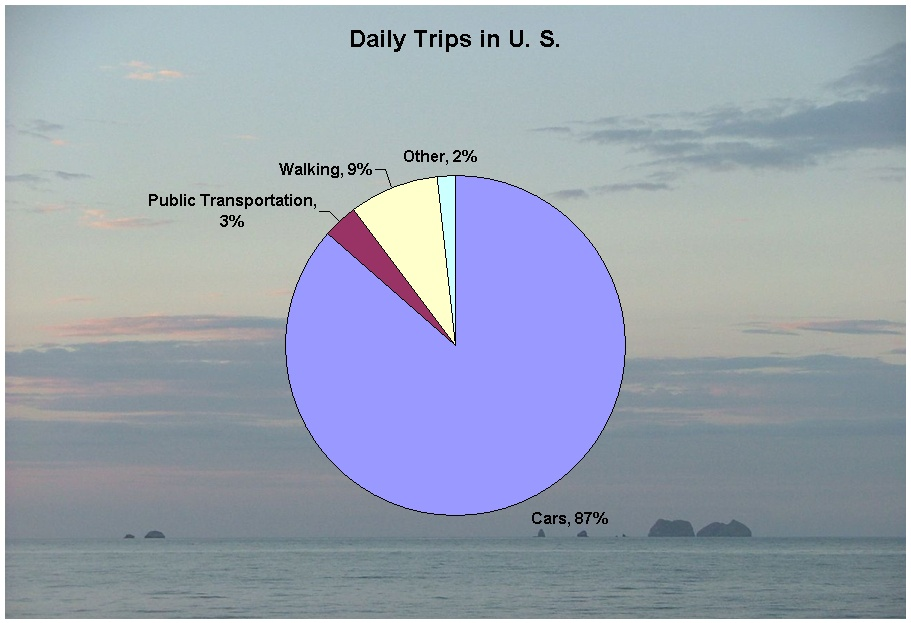 Daily Trips in U. S.
Other, 2%
Walking, 9%
Public Transportation,
3%
Cars, 87%